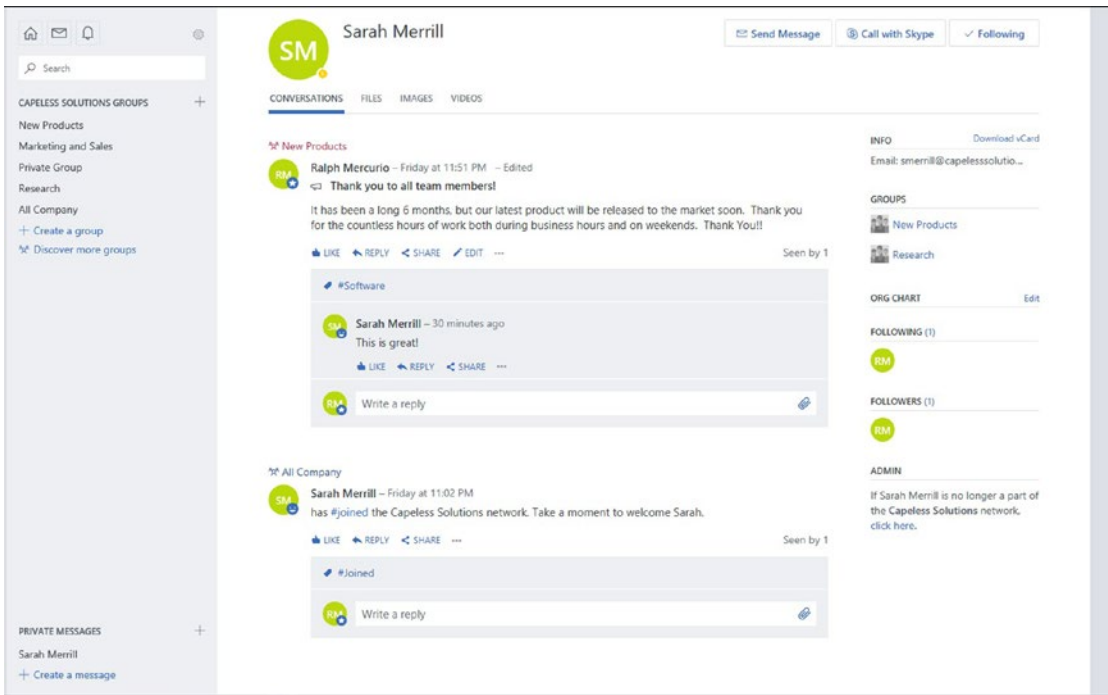 Search
CAPELESS SOLUTIONS GROUPS
New Products
Marketing and Sales
Private Group
Research
All Company
+ Create a group
Discover more groups
PRIVATE MESSAGES
Sarah Merrill
+ Create a message
SM
Sarah Merrill
Send Message
Call with Skype
Following
CONVERSATIONS FILES IMAGES VIDEOS
New Products
RM
Ralph Mercurio – Friday at 11:51 PM – Edited
Thank you to all team members!
It has been a long 6 months, but our latest product will be released to the market soon. Thank you
for the countless hours of work both during business hours and on weekends. Thank You!!
LIKE REPLY SHARE EDIT ...
Seen by 1
#Software
SM
Sarah Merrill – 30 minutes ago
This is great!
LIKE REPLY SHARE ...
RM
Write a reply
All Company
SM
Sarah Merrill – Friday at 11:02 PM
has #joined the Capeless Solutions network. Take a moment to welcome Sarah.
LIKE REPLY SHARE ...
Seen by 1
#Joined
RM
Write a reply
INFO Download vCard
Email: smerrill@capelesssolutio...
GROUPS
New Products
Research
ORG CHART Edit
FOLLOWING (1)
RM
FOLLOWERS (1)
RM
ADMIN
If Sarah Merrill is no longer a part of
the Capeless Solutions network,
click here.